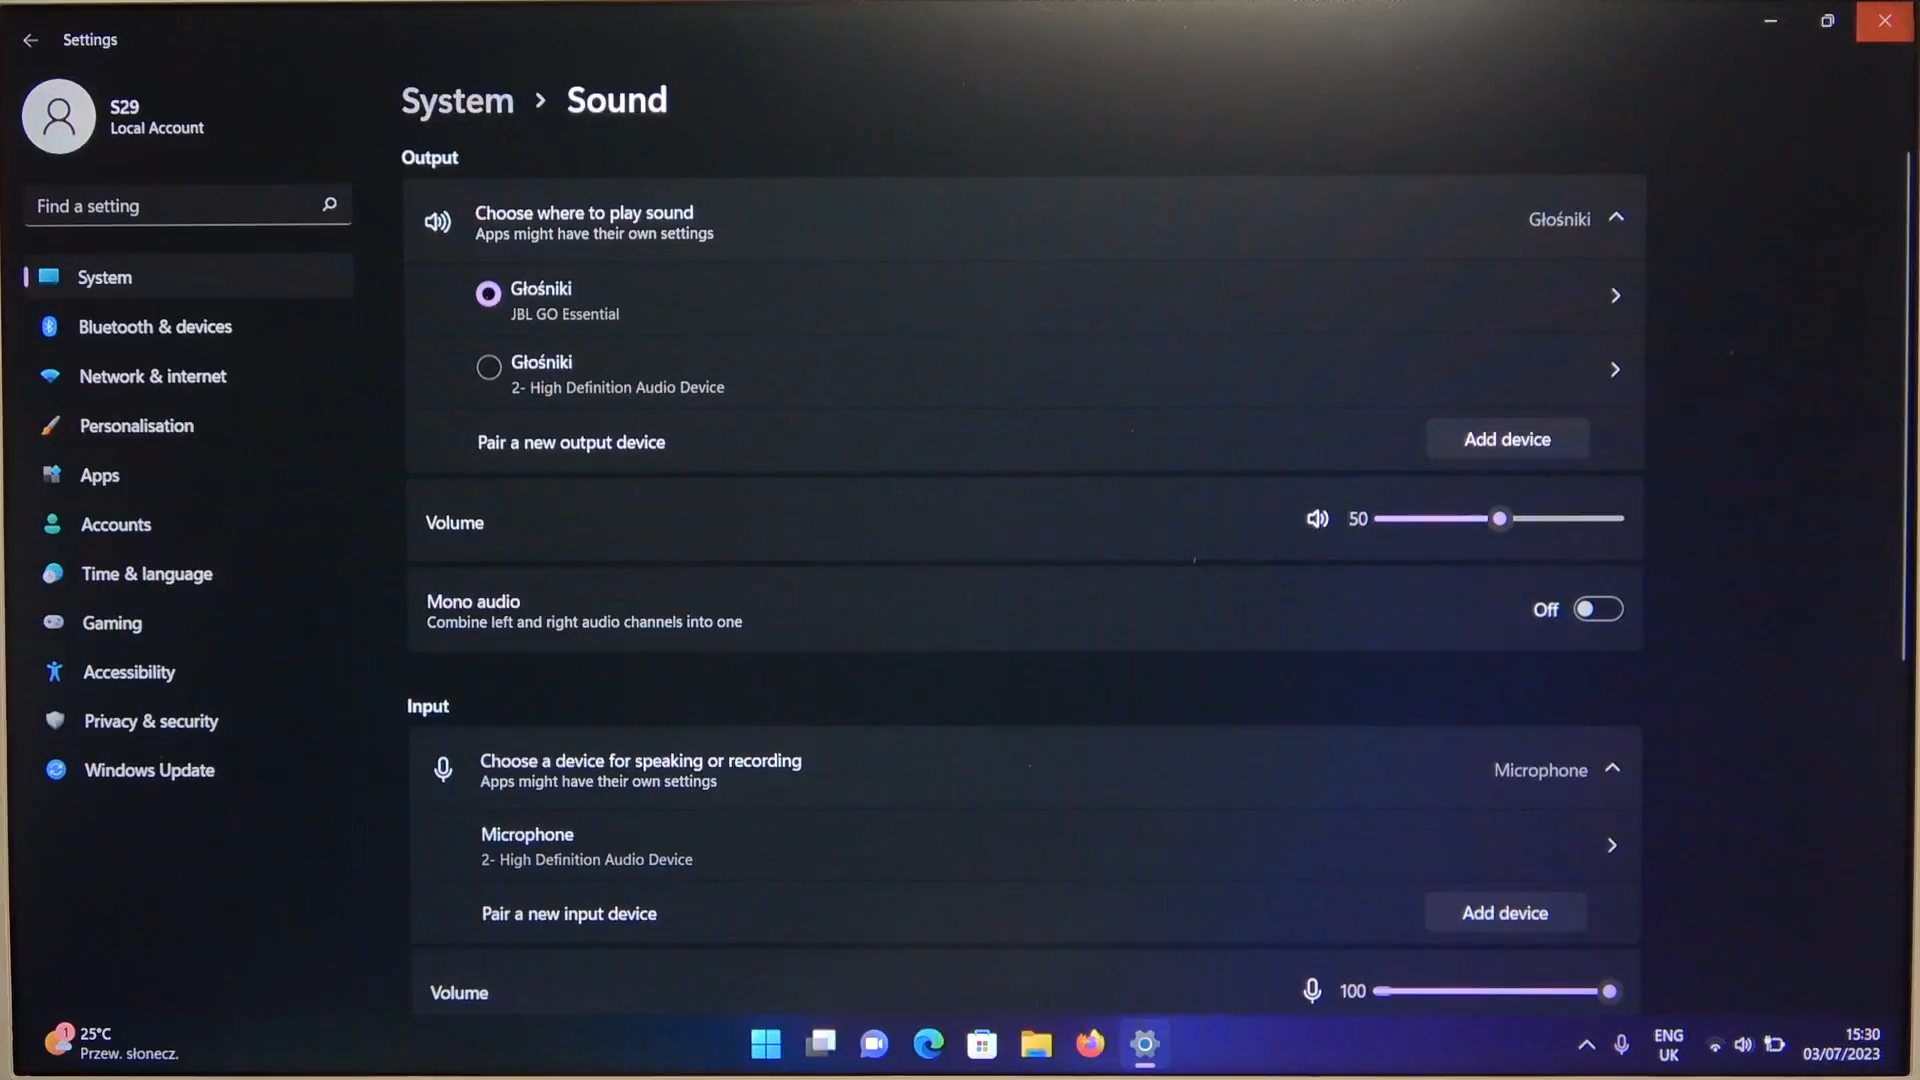 Settings
S29
Local Account
Find a setting
System
Bluetooth & devices
Network & internet
Personalisation
Apps
Accounts
Time & language
Gaming
Accessibility
Privacy & security
Windows Update
System > Sound
Output
Choose where to play sound
Apps might have their own settings
Głośniki
Głośniki
JBL GO Essential
Głośniki
2- High Definition Audio Device
Pair a new output device
Add device
Volume
50
Mono audio
Combine left and right audio channels into one
Off
Input
Choose a device for speaking or recording
Apps might have their own settings
Microphone
Microphone
2- High Definition Audio Device
Pair a new input device
Add device
Volume
100
1
25°C
Przew. słonecz.
ENG
UK
15:30
03/07/2023